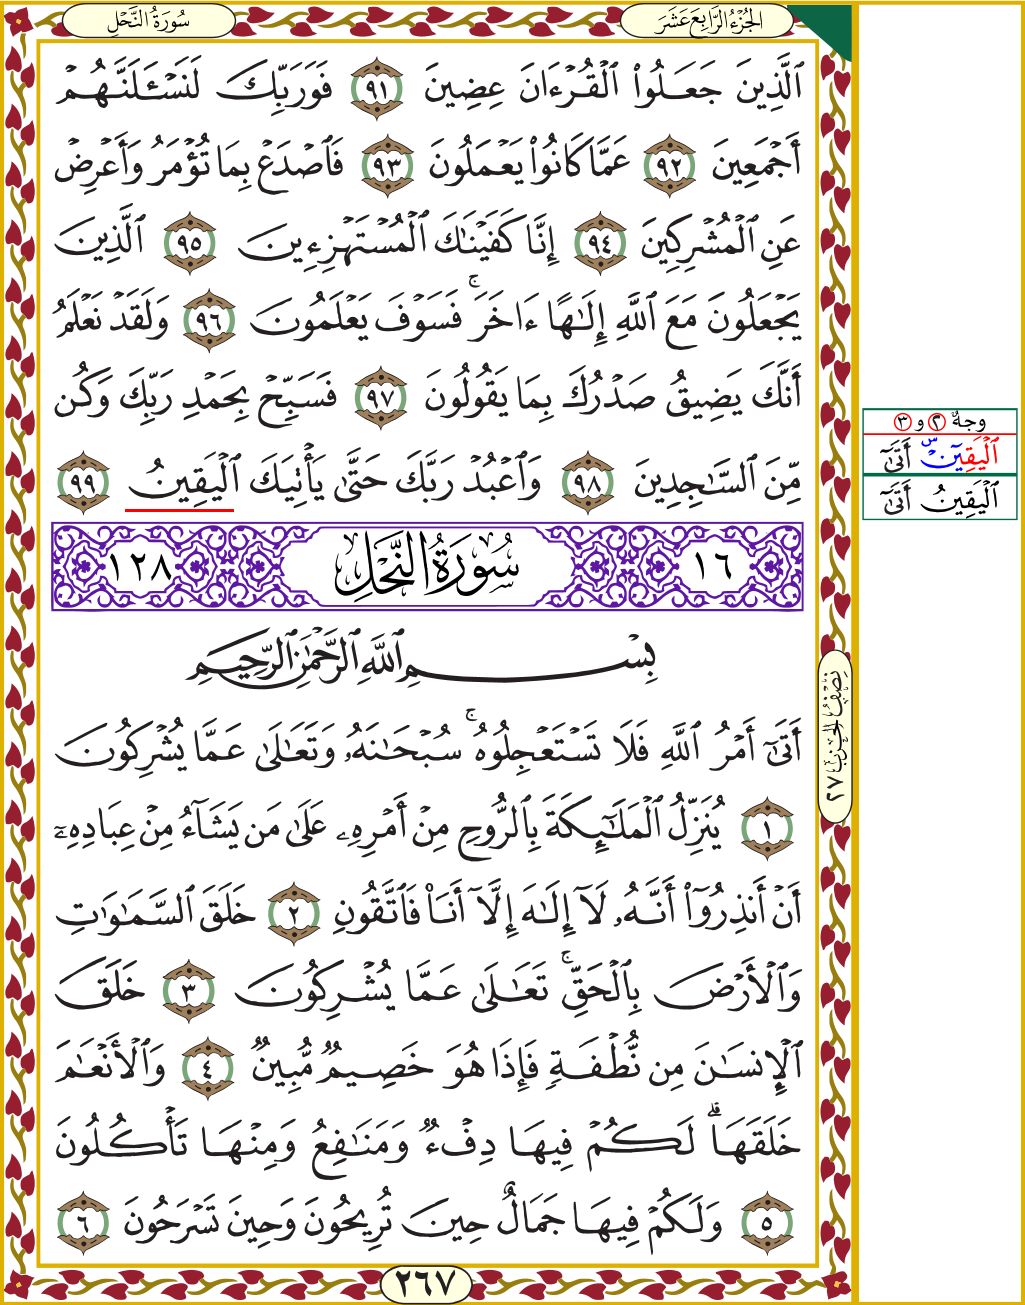 سُورَةُ النَّحْلِ
الجُزْءُ الرَّابِعَ عَشَرَ
ٱلَّذِينَ جَعَلُواْ ٱلْقُرْءَانَ عِضِينَ ٩١ فَوَرَبِّكَ لَنَسْـَٔلَنَّهُمْ
أَجْمَعِينَ ٩٢ عَمَّا كَانُواْ يَعْمَلُونَ ٩٣ فَٱصْدَعْ بِمَا تُؤْمَرُ وَأَعْرِضْ
عَنِ ٱلْمُشْرِكِينَ ٩٤ إِنَّا كَفَيْنَـٰكَ ٱلْمُسْتَهْزِءِينَ ٩٥ ٱلَّذِينَ
يَجْعَلُونَ مَعَ ٱللَّهِ إِلَـٰهًا ءَاخَرَ ۚ فَسَوْفَ يَعْلَمُونَ ٩٦ وَلَقَدْ نَعْلَمُ
أَنَّكَ يَضِيقُ صَدْرُكَ بِمَا يَقُولُونَ ٩٧ فَسَبِّحْ بِحَمْدِ رَبِّكَ وَكُن
مِّنَ ٱلسَّـٰجِدِينَ ٩٨ وَٱعْبُدْ رَبَّكَ حَتَّىٰ يَأْتِيَكَ ٱلْيَقِينُ ٩٩
١٦ سُورَةُ النَّحْلِ ١٢٨
بِسْمِ ٱللَّهِ ٱلرَّحْمَـٰنِ ٱلرَّحِيمِ
أَتَىٰٓ أَمْرُ ٱللَّهِ فَلَا تَسْتَعْجِلُوهُ ۚ سُبْحَـٰنَهُۥ وَتَعَـٰلَىٰ عَمَّا يُشْرِكُونَ
١ يُنَزِّلُ ٱلْمَلَـٰٓئِكَةَ بِٱلرُّوحِ مِنْ أَمْرِهِۦ عَلَىٰ مَن يَشَآءُ مِنْ عِبَادِهِۦٓ
أَنْ أَنذِرُوٓاْ أَنَّهُۥ لَآ إِلَـٰهَ إِلَّآ أَنَا۠ فَٱتَّقُونِ ٢ خَلَقَ ٱلسَّمَـٰوَٰتِ
وَٱلْأَرْضَ بِٱلْحَقِّ ۚ تَعَـٰلَىٰ عَمَّا يُشْرِكُونَ ٣ خَلَقَ
ٱلْإِنسَـٰنَ مِن نُّطْفَةٍ فَإِذَا هُوَ خَصِيمٌ مُّبِينٌ ٤ وَٱلْأَنْعَـٰمَ
خَلَقَهَا ۗ لَكُمْ فِيهَا دِفْءٌ وَمَنَـٰفِعُ وَمِنْهَا تَأْكُلُونَ
٥ وَلَكُمْ فِيهَا جَمَالٌ حِينَ تُرِيحُونَ وَحِينَ تَسْرَحُونَ ٦
٢٦٧
نِصْفُ الْحِزْب ٢٧
وجهٌ ٢ و ٣
ٱلْيَقِينُ ۜ أَتَىٰٓ
ٱلْيَقِينُ أَتَىٰٓ